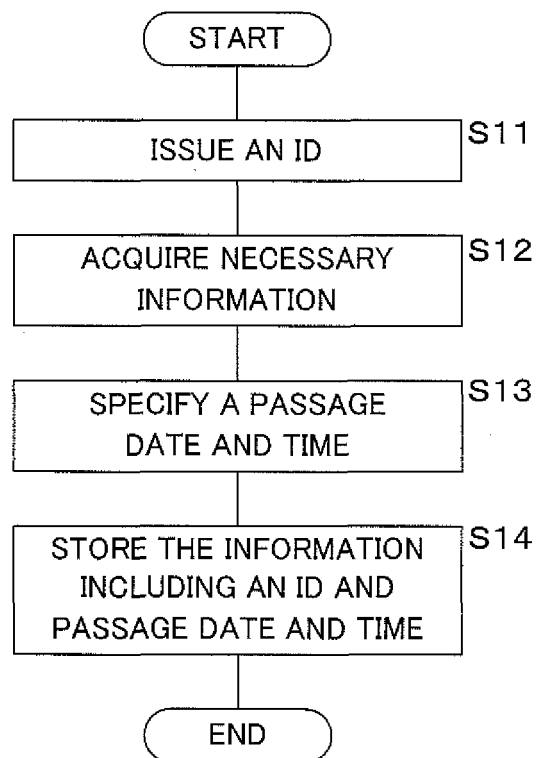 START
S11
ISSUE AN ID
S12
ACQUIRE NECESSARY
INFORMATION
S13
SPECIFY A PASSAGE
DATE AND TIME
S14
STORE THE INFORMATION
INCLUDING AN ID AND
PASSAGE DATE AND TIME
END